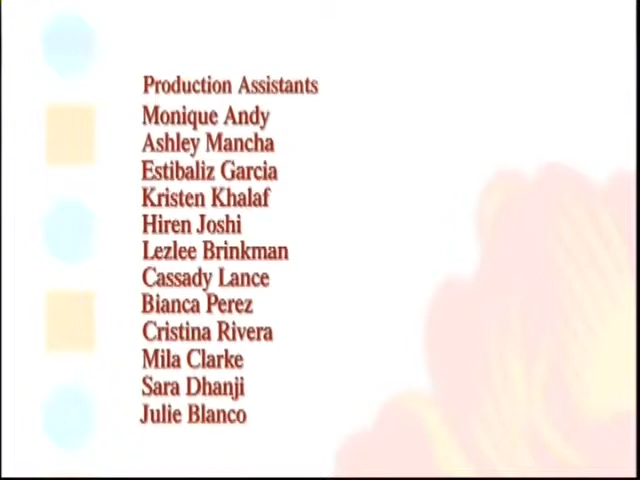 Production Assistants
Monique Andy
Ashley Mancha
Estibaliz Garcia
Kristen Khalaf
Hiren Joshi
Lezlee Brinkman
Cassady Lance
Bianca Perez
Cristina Rivera
Mila Clarke
Sara Dhanji
Julie Blanco